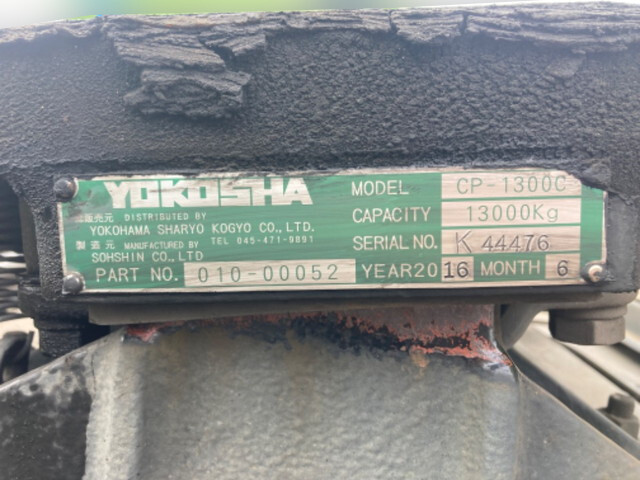 YOKOSHA
総販売元 DISTRIBUTED BY
YOKOHAMA SHARYO KOGYO CO., LTD.
TEL 045-471-9891
製造元 MANUFACTURED BY
SOHSHIN CO., LTD
PART NO. 010-00052
MODEL CP-1300C
CAPACITY 13000Kg
SERIAL NO. K 44476
YEAR2016 MONTH 6